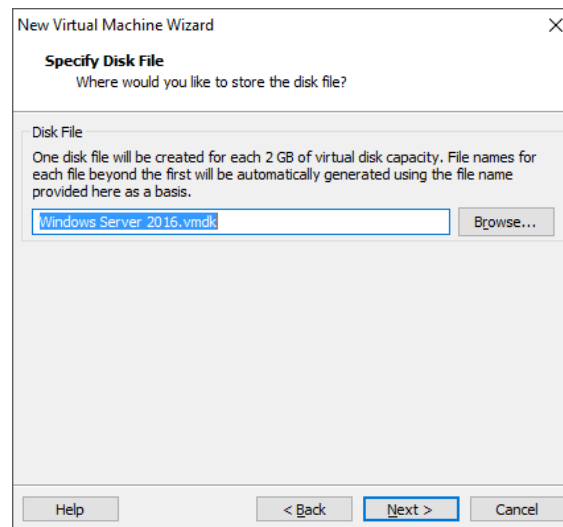 New Virtual Machine Wizard
Specify Disk File
Where would you like to store the disk file?
Disk File
One disk file will be created for each 2 GB of virtual disk capacity. File names for
each file beyond the first will be automatically generated using the file name
provided here as a basis.
Windows Server 2016.vmdk
Browse...
Help
< Back
Next >
Cancel